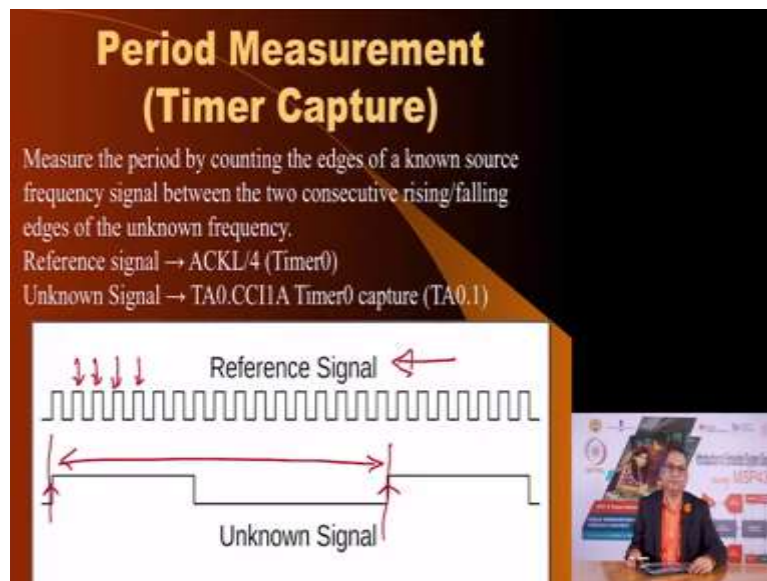 Period Measurement
(Timer Capture)
Measure the period by counting the edges of a known source
frequency signal between the two consecutive rising/falling
edges of the unknown frequency.
Reference signal → ACKL/4 (Timer0)
Unknown Signal → TA0.CCI1A Timer0 capture (TA0.1)
Reference Signal
Unknown Signal
MSP43